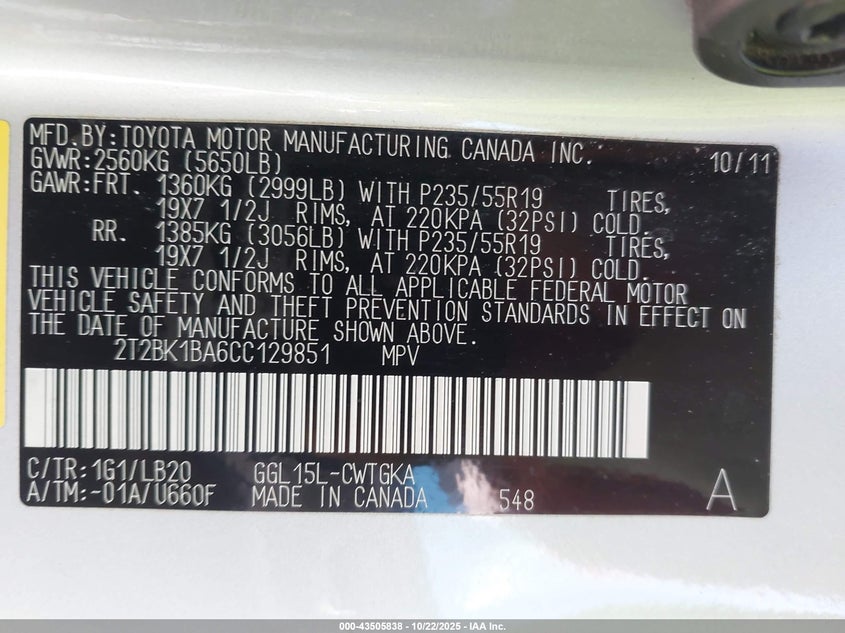 MFD.BY:TOYOTA MOTOR MANUFACTURING CANADA INC. 10/11
GVWR:2560KG (5650LB)
GAWR:FRT. 1360KG (2999LB) WITH P235/55R19 TIRES,
19X7 1/2J RIMS, AT 220KPA (32PSI) COLD.
RR. 1385KG (3056LB) WITH P235/55R19 TIRES,
19X7 1/2J RIMS, AT 220KPA (32PSI) COLD.
THIS VEHICLE CONFORMS TO ALL APPLICABLE FEDERAL MOTOR
VEHICLE SAFETY AND THEFT PREVENTION STANDARDS IN EFFECT ON
THE DATE OF MANUFACTURE SHOWN ABOVE.
2T2BK1BA6CC129851 MPV
C/TR:1G1/LB20 GGL15L-CWTGKA
A/TM:-01A/U660F MADE IN CANADA 548 A
000-43505838 - 10/22/2025 - IAA Inc.